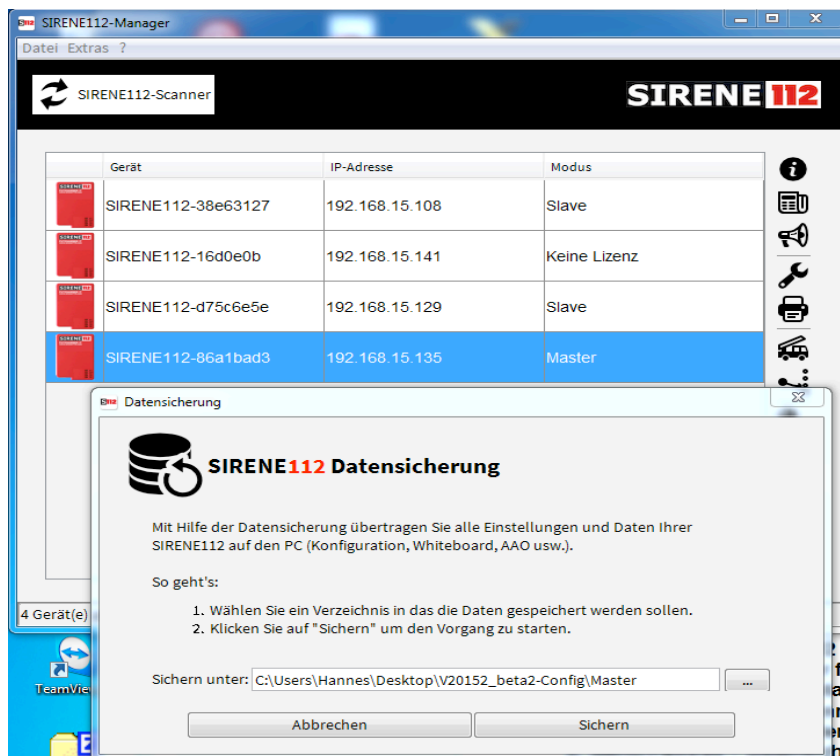 SIRENE112-Manager
Datei Extras ?
SIRENE112-Scanner
SIRENE112
Gerät IP-Adresse Modus
SIRENE112-38e63127 192.168.15.108 Slave
SIRENE112-16d0e0b 192.168.15.141 Keine Lizenz
SIRENE112-d75c6e5e 192.168.15.129 Slave
SIRENE112-86a1bad3 192.168.15.135 Master
Datensicherung
SIRENE112 Datensicherung
Mit Hilfe der Datensicherung übertragen Sie alle Einstellungen und Daten Ihrer
SIRENE112 auf den PC (Konfiguration, Whiteboard, AAO usw.).
So geht's:
1. Wählen Sie ein Verzeichnis in das die Daten gespeichert werden sollen.
2. Klicken Sie auf "Sichern" um den Vorgang zu starten.
Sichern unter: C:\Users\Hannes\Desktop\V20152_beta2-Config\Master ...
Abbrechen Sichern
4 Gerät(e)
TeamVie